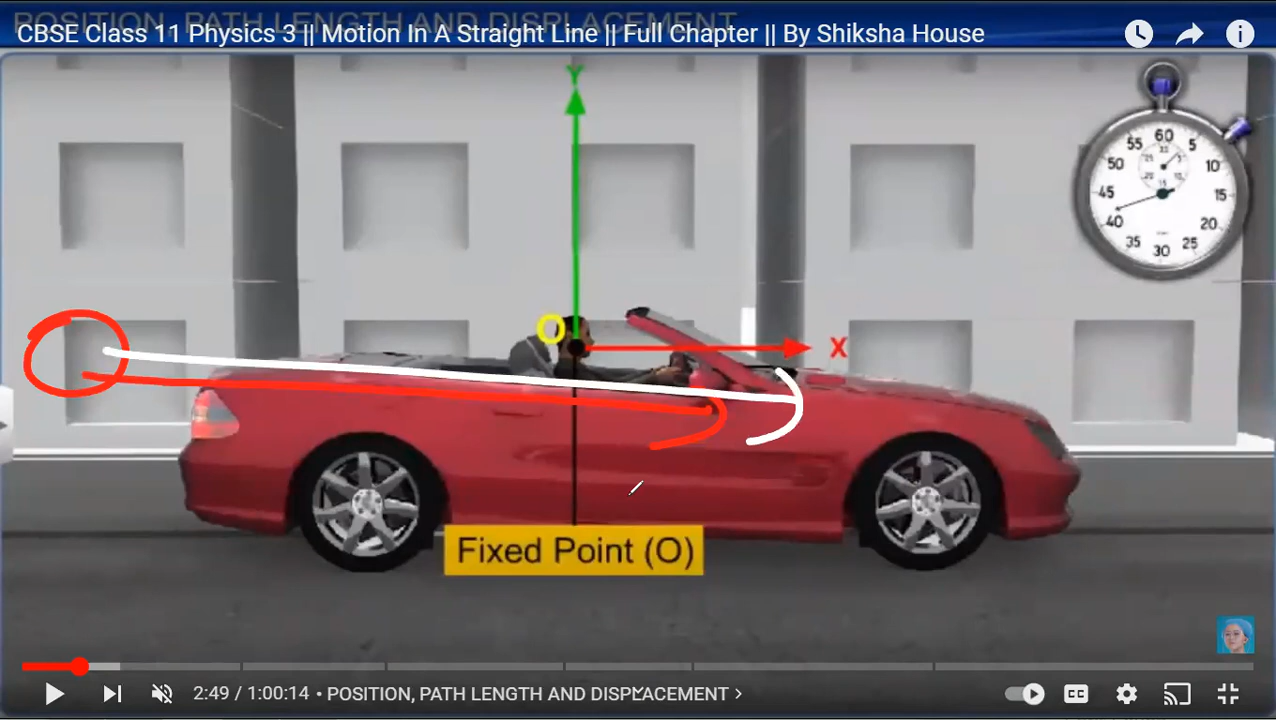 POSITION, PATH LENGTH AND DISPLACEMENT
CBSE Class 11 Physics 3 || Motion In A Straight Line || Full Chapter || By Shiksha House
Y
60
55 5
50 10
45 15
40 20
35 25
30
O
X
Fixed Point (O)
2:49 / 1:00:14 • POSITION, PATH LENGTH AND DISPLACEMENT >
CC